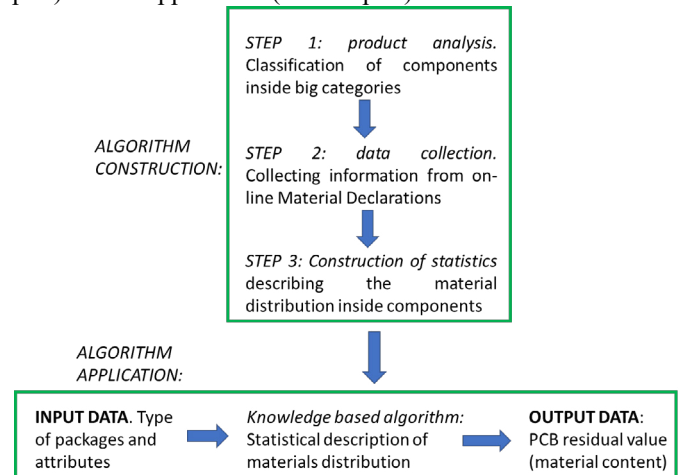 STEP 1: product analysis.
Classification of components
inside big categories
ALGORITHM
CONSTRUCTION:
STEP 2: data collection.
Collecting information from on-
line Material Declarations
STEP 3: Construction of statistics
describing the material
distribution inside components
ALGORITHM
APPLICATION:
INPUT DATA. Type
of packages and
attributes
Knowledge based algorithm:
Statistical description of
materials distribution
OUTPUT DATA:
PCB residual value
(material content)